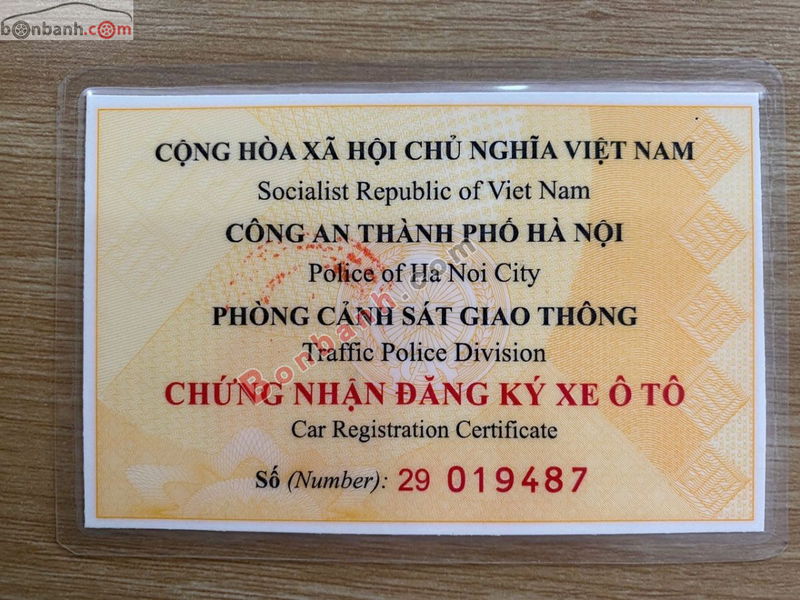 bonbanh.com
CỘNG HÒA XÃ HỘI CHỦ NGHĨA VIỆT NAM
Socialist Republic of Viet Nam
CÔNG AN THÀNH PHỐ HÀ NỘI
Police of Ha Noi City
PHÒNG CẢNH SÁT GIAO THÔNG
Traffic Police Division
CHỨNG NHẬN ĐĂNG KÝ XE Ô TÔ
Car Registration Certificate
Số (Number): 29 019487
Bonbanh.com